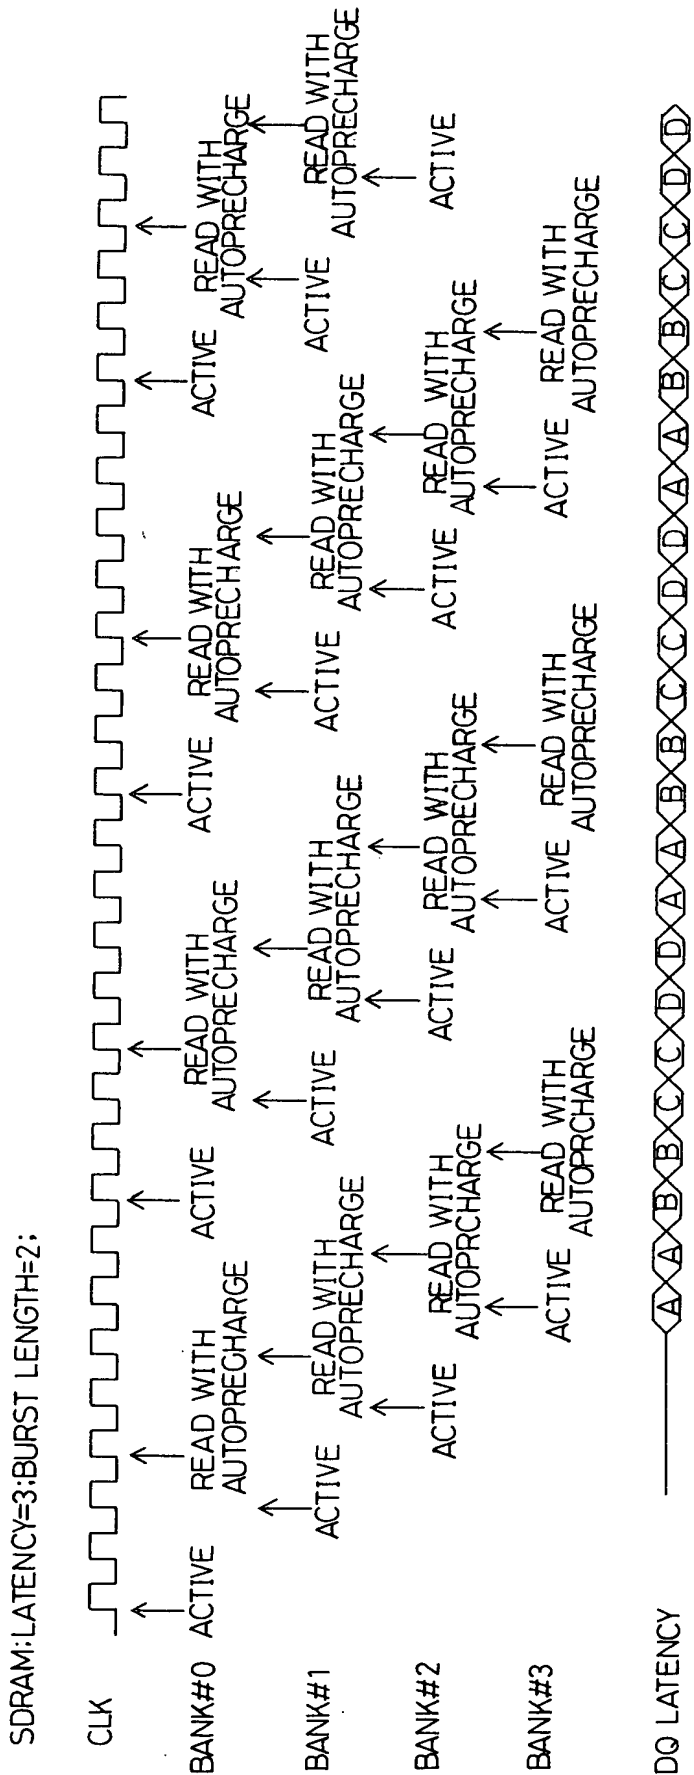 SDRAM:LATENCY=3:BURST LENGTH=2;
CLK
BANK#0
ACTIVE
READ WITH
AUTOPRECHARGE
ACTIVE
READ WITH
AUTOPRECHARGE
ACTIVE
READ WITH
AUTOPRECHARGE
ACTIVE
READ WITH
AUTOPRECHARGE
BANK#1
ACTIVE
READ WITH
AUTOPRECHARGE
ACTIVE
READ WITH
AUTOPRECHARGE
ACTIVE
READ WITH
AUTOPRECHARGE
ACTIVE
READ WITH
AUTOPRECHARGE
BANK#2
ACTIVE
READ WITH
AUTOPRCHARGE
ACTIVE
READ WITH
AUTOPRECHARGE
ACTIVE
READ WITH
AUTOPRECHARGE
ACTIVE
BANK#3
ACTIVE
READ WITH
AUTOPRCHARGE
ACTIVE
READ WITH
AUTOPRECHARGE
ACTIVE
READ WITH
AUTOPRECHARGE
DQ LATENCY
A A B B C C D D A A B B C C D D A A B B C C D D